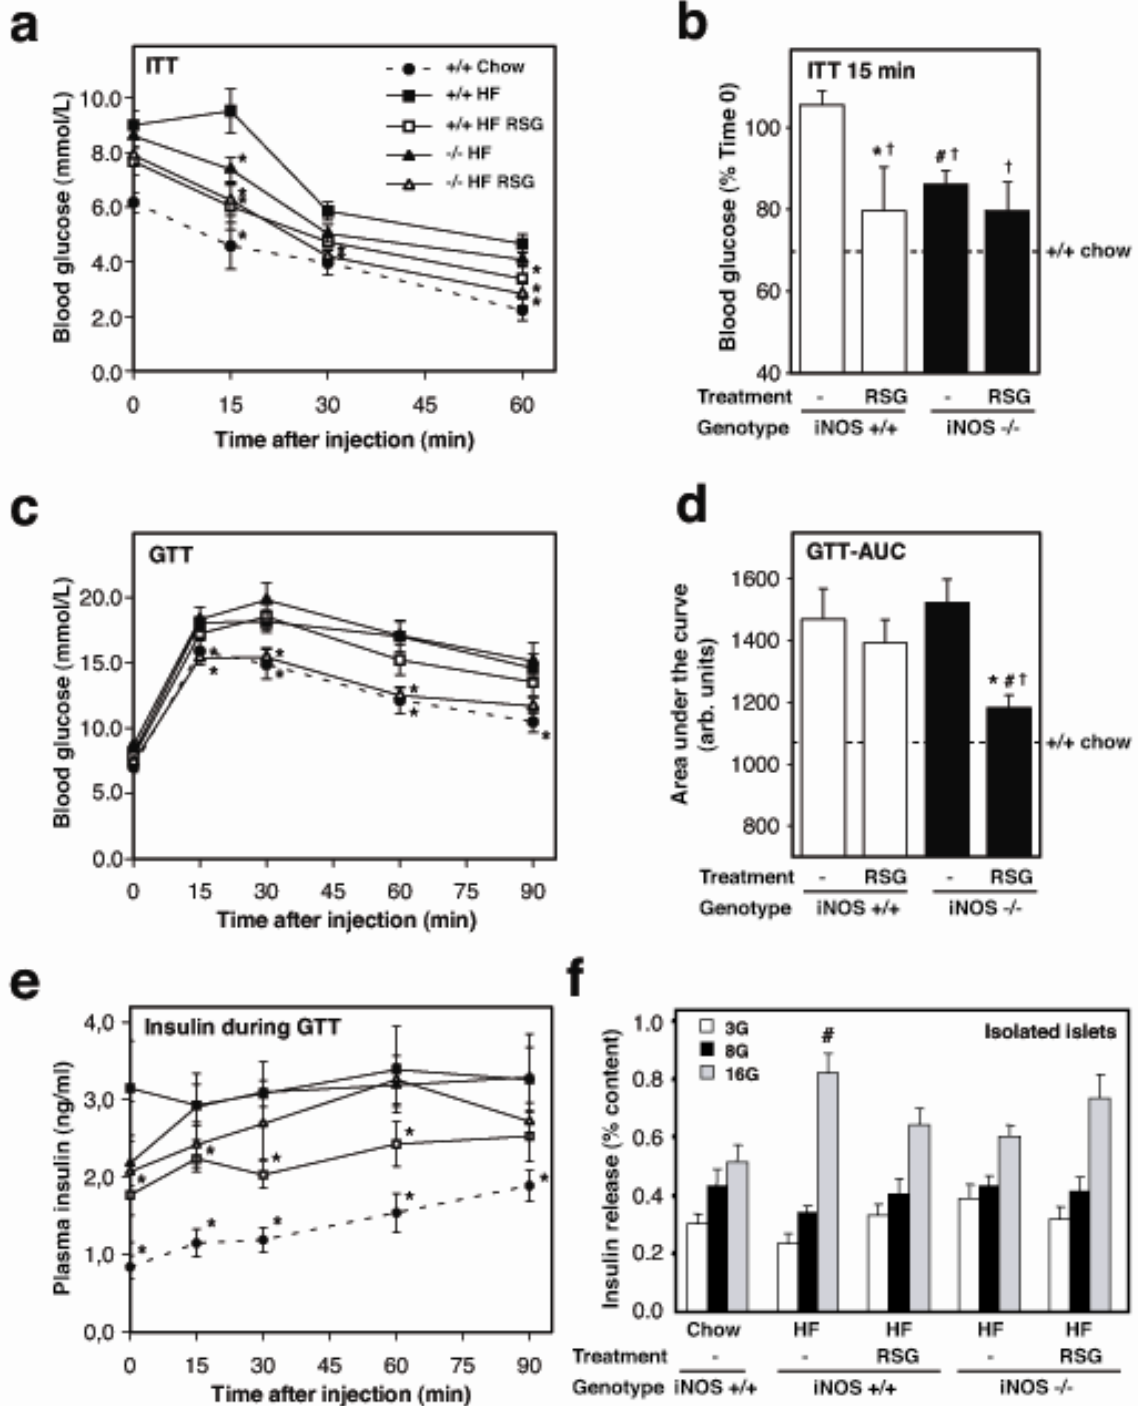 a
ITT
+/+ Chow
+/+ HF
+/+ HF RSG
-/- HF
-/- HF RSG
* * * * * * * *
Blood glucose (mmol/L)
10.0
8.0
6.0
4.0
2.0
0.0
0 15 30 45 60
Time after injection (min)
b
ITT 15 min
Blood glucose (% Time 0)
100
80
60
40
*†
#†
†
+/+ chow
Treatment - RSG - RSG
Genotype iNOS +/+ iNOS -/-
c
GTT
Blood glucose (mmol/L)
20.0
15.0
10.0
5.0
0.0
* * * * * * *
0 15 30 45 60 75 90
Time after injection (min)
d
GTT-AUC
Area under the curve
(arb. units)
1600
1400
1200
1000
800
*#†
+/+ chow
Treatment - RSG - RSG
Genotype iNOS +/+ iNOS -/-
e
Insulin during GTT
Plasma insulin (ng/ml)
4,0
3,0
2,0
1,0
0,0
* * * * * * * * *
0 15 30 45 60 75 90
Time after injection (min)
f
3G
8G
16G
#
Isolated islets
Insulin release (% content)
1.0
0.8
0.6
0.4
0.2
0.0
Chow HF HF HF HF
Treatment - - RSG - RSG
Genotype iNOS +/+ iNOS +/+ iNOS -/-